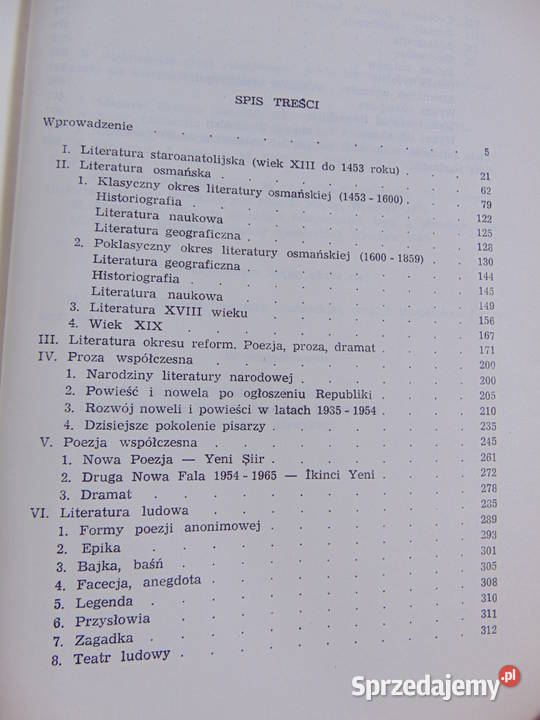 SPIS TREŚCI
Wprowadzenie . . . . . . . . . . 5
I. Literatura staroanatolijska (wiek XIII do 1453 roku) . . . 21
II. Literatura osmańska . . . . . . . . 62
1. Klasyczny okres literatury osmańskiej (1453 - 1600) . . . 79
Historiografia . . . . . . . . 122
Literatura naukowa . . . . . . . 125
Literatura geograficzna . . . . . . . 128
2. Poklasyczny okres literatury osmańskiej (1600 - 1859) . . 130
Literatura geograficzna . . . . . . . 144
Historiografia . . . . . . . . 145
Literatura naukowa . . . . . . . 149
3. Literatura XVIII wieku . . . . . . . 156
4. Wiek XIX . . . . . . . . . 167
III. Literatura okresu reform. Poezja, proza, dramat . . . . 171
IV. Proza współczesna . . . . . . . . 200
1. Narodziny literatury narodowej . . . . . . 200
2. Powieść i nowela po ogłoszeniu Republiki . . . . 205
3. Rozwój noweli i powieści w latach 1935 - 1954 . . . . 210
4. Dzisiejsze pokolenie pisarzy . . . . . . 235
V. Poezja współczesna . . . . . . . . 245
1. Nowa Poezja — Yeni Şiir . . . . . . 261
2. Druga Nowa Fala 1954 - 1965 — İkinci Yeni . . . . 272
3. Dramat . . . . . . . . . 278
VI. Literatura ludowa . . . . . . . . 285
1. Formy poezji anonimowej . . . . . . . 289
2. Epika . . . . . . . . . 293
3. Bajka, baśń . . . . . . . . 301
4. Facecja, anegdota . . . . . . . 305
5. Legenda . . . . . . . . . 308
6. Przysłowia . . . . . . . . 310
7. Zagadka . . . . . . . . . 311
8. Teatr ludowy . . . . . . . . 312
Sprzedajemy.pl